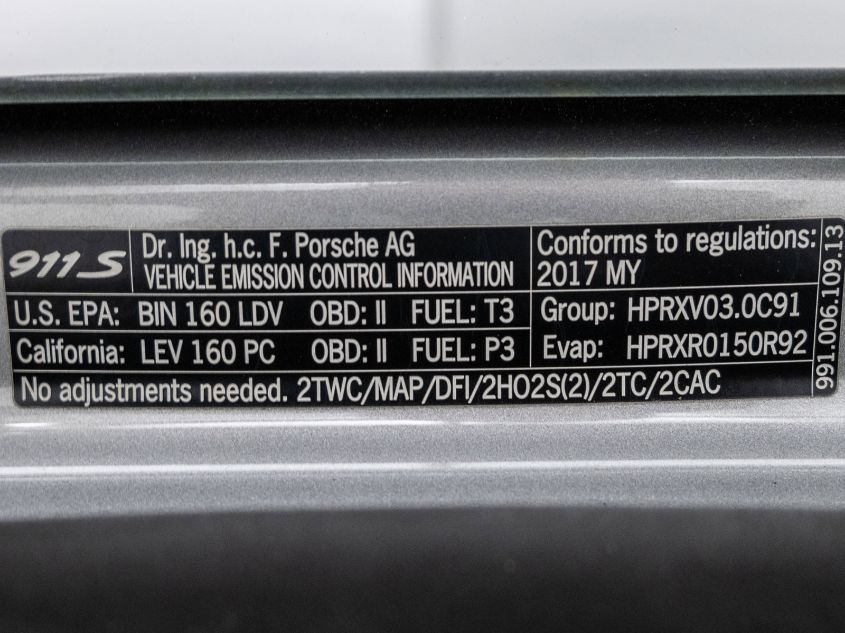 911 S
Dr. Ing. h.c. F. Porsche AG
VEHICLE EMISSION CONTROL INFORMATION
Conforms to regulations:
2017 MY
U.S. EPA: BIN 160 LDV OBD: II FUEL: T3
California: LEV 160 PC OBD: II FUEL: P3
Group: HPRXV03.0C91
Evap: HPRXR0150R92
No adjustments needed. 2TWC/MAP/DFI/2HO2S(2)/2TC/2CAC
991.006.109.13